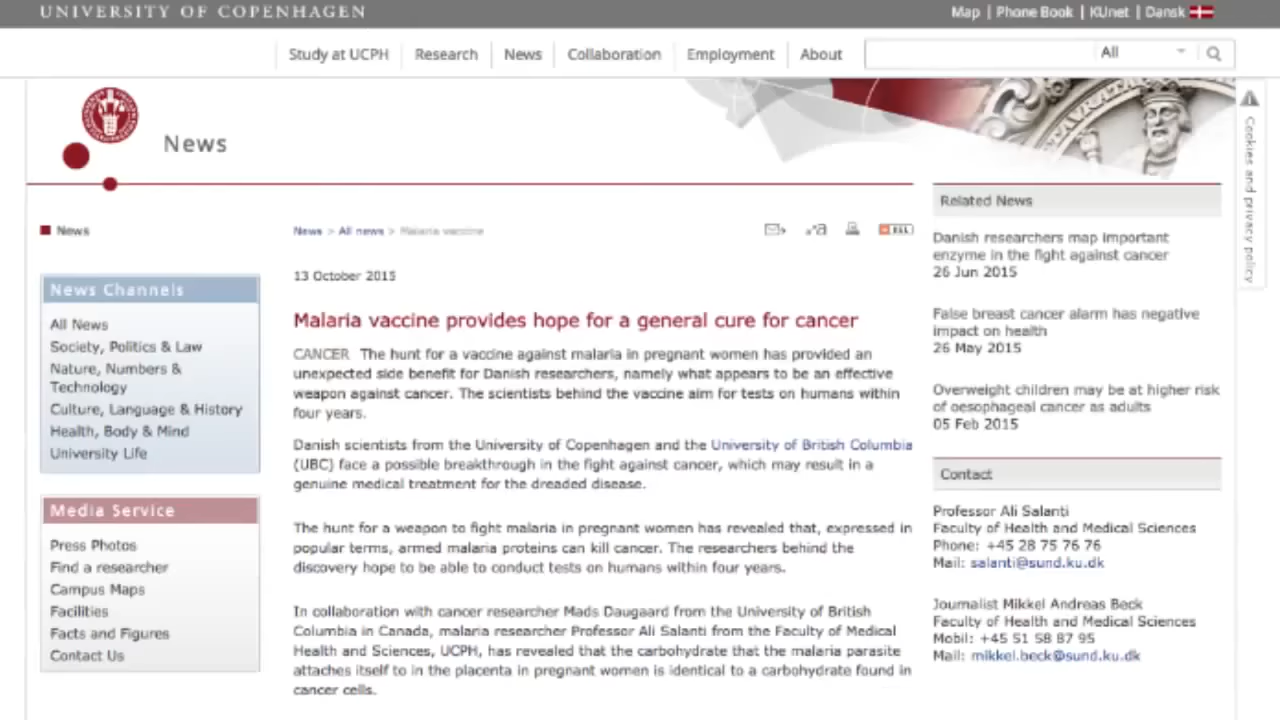 UNIVERSITY OF COPENHAGEN
Map | Phone Book | KUnet | Dansk
Study at UCPH
Research
News
Collaboration
Employment
About
All
News
Cookies and privacy policy
News
News > All news > Malaria vaccine
13 October 2015
Malaria vaccine provides hope for a general cure for cancer
CANCER The hunt for a vaccine against malaria in pregnant women has provided an
unexpected side benefit for Danish researchers, namely what appears to be an effective
weapon against cancer. The scientists behind the vaccine aim for tests on humans within
four years.
Danish scientists from the University of Copenhagen and the University of British Columbia
(UBC) face a possible breakthrough in the fight against cancer, which may result in a
genuine medical treatment for the dreaded disease.
The hunt for a weapon to fight malaria in pregnant women has revealed that, expressed in
popular terms, armed malaria proteins can kill cancer. The researchers behind the
discovery hope to be able to conduct tests on humans within four years.
In collaboration with cancer researcher Mads Daugaard from the University of British
Columbia in Canada, malaria researcher Professor Ali Salanti from the Faculty of Medical
Health and Sciences, UCPH, has revealed that the carbohydrate that the malaria parasite
attaches itself to in the placenta in pregnant women is identical to a carbohydrate found in
cancer cells.
News Channels
All News
Society, Politics & Law
Nature, Numbers &
Technology
Culture, Language & History
Health, Body & Mind
University Life
Media Service
Press Photos
Find a researcher
Campus Maps
Facilities
Facts and Figures
Contact Us
Related News
Danish researchers map important
enzyme in the fight against cancer
26 Jun 2015
False breast cancer alarm has negative
impact on health
26 May 2015
Overweight children may be at higher risk
of oesophageal cancer as adults
05 Feb 2015
Contact
Professor Ali Salanti
Faculty of Health and Medical Sciences
Phone: +45 28 75 76 76
Mail: salanti@sund.ku.dk
Journalist Mikkel Andreas Beck
Faculty of Health and Medical Sciences
Mobil: +45 51 58 87 95
Mail: mikkel.beck@sund.ku.dk